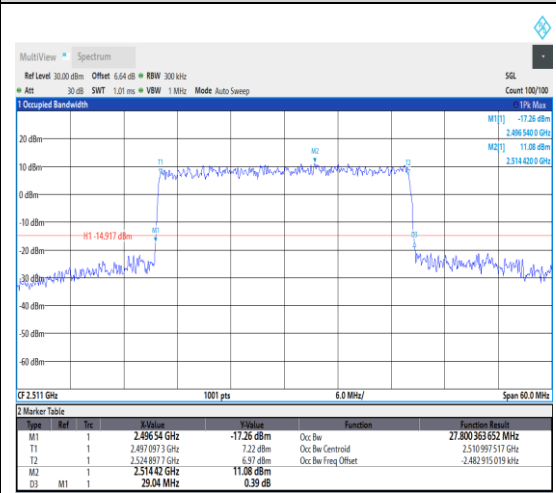 MultiView Spectrum
Ref Level 30.00 dBm Offset 6.64 dB RBW 300 kHz SGL
Att 30 dB SWT 1.01 ms VBW 1 MHz Mode Auto Sweep Count 100/100
1 Occupied Bandwidth 1Pk Max
M1[1] -17.26 dBm
2.496 540 0 GHz
M2[1] 11.08 dBm
2.514 420 0 GHz
20 dBm
M2
T1 T2
10 dBm
0 dBm
-10 dBm
M1
H1 -14.917 dBm
D3
-20 dBm
-30 dBm
-40 dBm
-50 dBm
-60 dBm
CF 2.511 GHz 1001 pts 6.0 MHz/ Span 60.0 MHz
2 Marker Table
Type Ref Trc X-Value Y-Value Function Function Result
M1 1 2.496 54 GHz -17.26 dBm Occ Bw 27.800 363 652 MHz
T1 1 2.497 097 3 GHz 7.22 dBm Occ Bw Centroid 2.510 997 517 GHz
T2 1 2.524 897 7 GHz 6.97 dBm Occ Bw Freq Offset -2.482 915 019 kHz
M2 1 2.514 42 GHz 11.08 dBm
D3 M1 1 29.04 MHz 0.39 dB